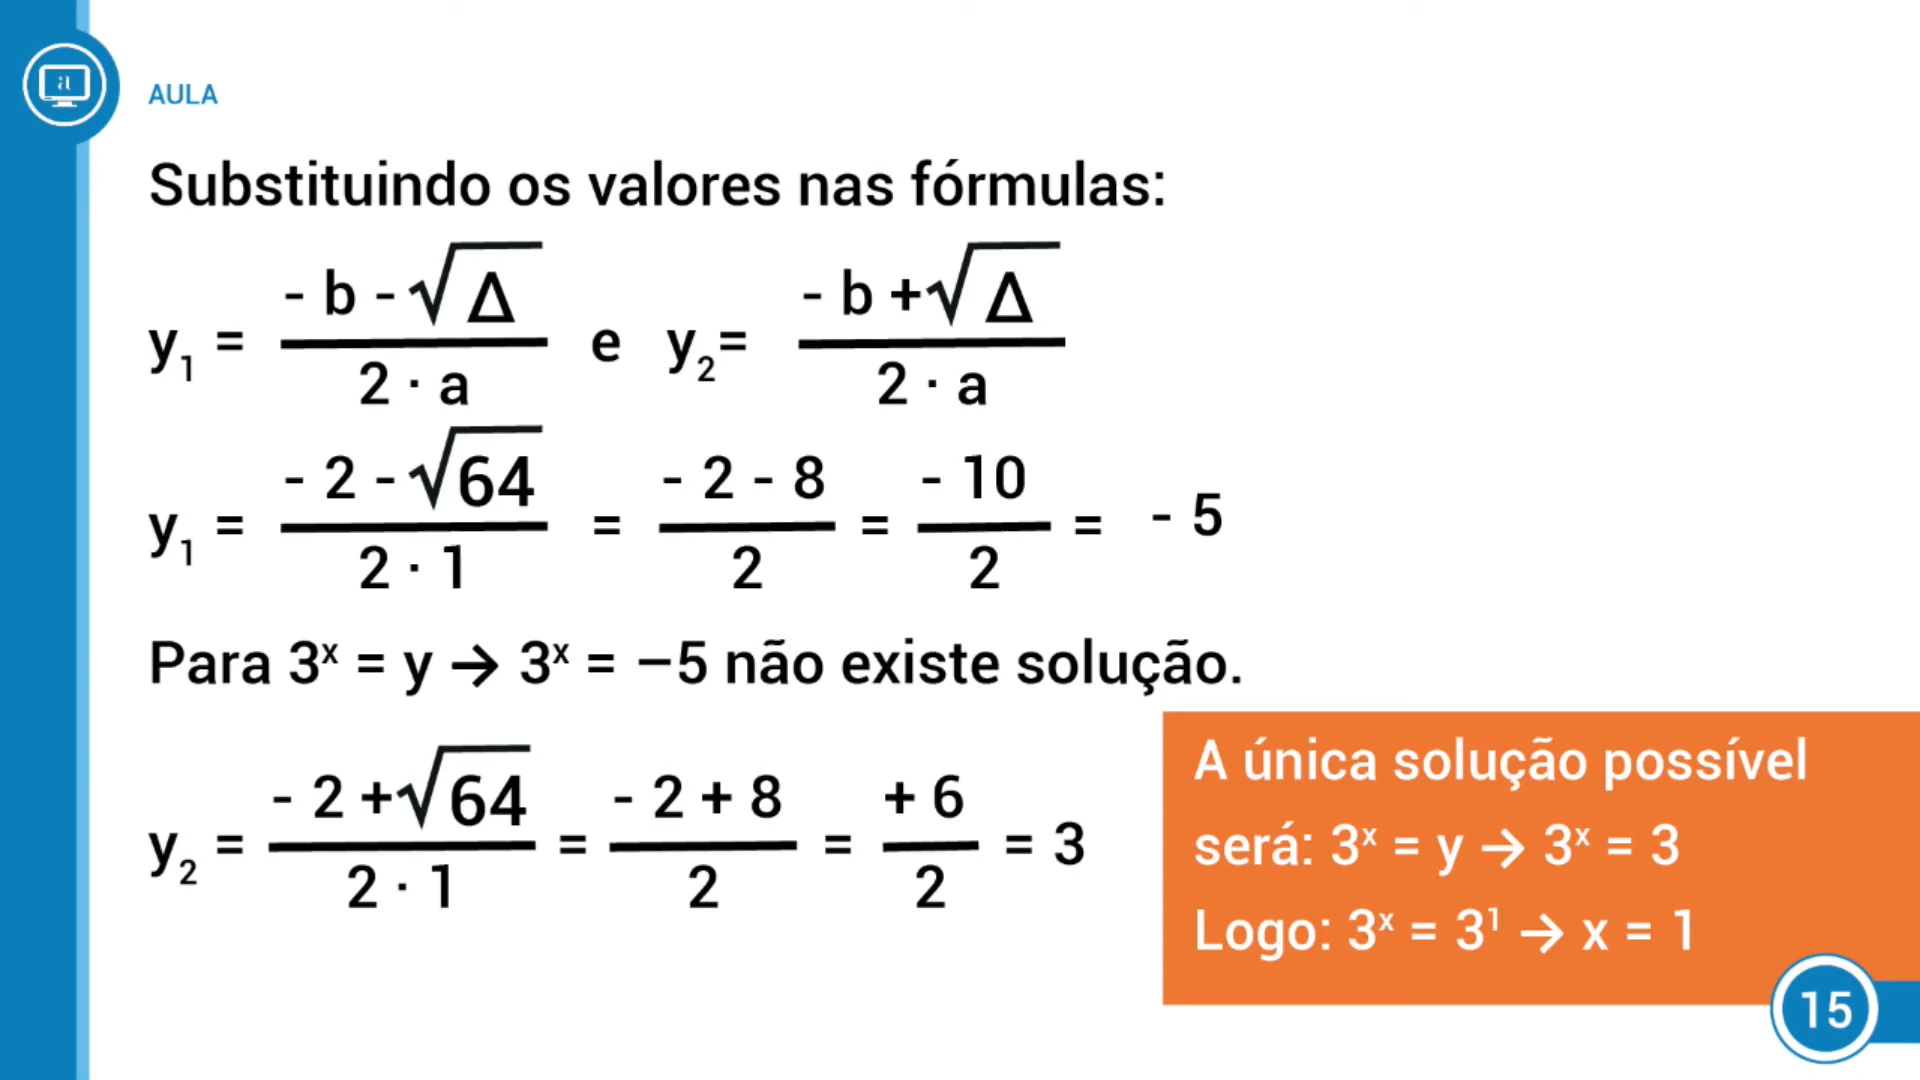 a
AULA
Substituindo os valores nas fórmulas:
y₁ = (- b - √Δ) / (2 · a) e y₂ = (- b + √Δ) / (2 · a)
y₁ = (- 2 - √64) / (2 · 1) = (- 2 - 8) / 2 = - 10 / 2 = - 5
Para 3ˣ = y → 3ˣ = –5 não existe solução.
y₂ = (- 2 + √64) / (2 · 1) = (- 2 + 8) / 2 = + 6 / 2 = 3
A única solução possível
será: 3ˣ = y → 3ˣ = 3
Logo: 3ˣ = 3¹ → x = 1
15